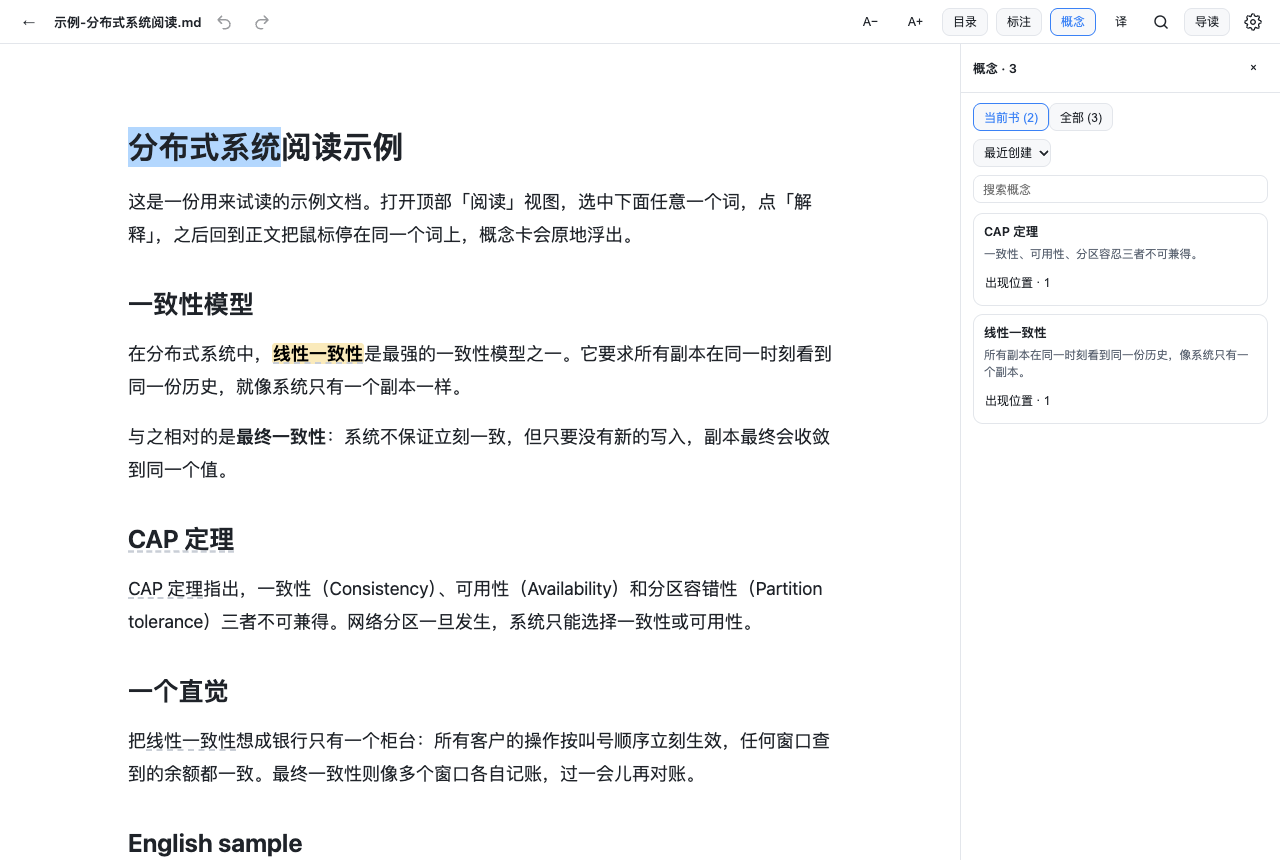 ← 示例-分布式系统阅读.md
A−
A+
目录
标注
概念
译
导读
分布式系统阅读示例
这是一份用来试读的示例文档。打开顶部「阅读」视图，选中下面任意一个词，点「解
释」，之后回到正文把鼠标停在同一个词上，概念卡会原地浮出。
一致性模型
在分布式系统中，线性一致性是最强的一致性模型之一。它要求所有副本在同一时刻看到
同一份历史，就像系统只有一个副本一样。
与之相对的是最终一致性：系统不保证立刻一致，但只要没有新的写入，副本最终会收敛
到同一个值。
CAP 定理
CAP 定理指出，一致性（Consistency）、可用性（Availability）和分区容错性（Partition
tolerance）三者不可兼得。网络分区一旦发生，系统只能选择一致性或可用性。
一个直觉
把线性一致性想成银行只有一个柜台：所有客户的操作按叫号顺序立刻生效，任何窗口查
到的余额都一致。最终一致性则像多个窗口各自记账，过一会儿再对账。
English sample
概念 · 3
×
当前书 (2)
全部 (3)
最近创建
搜索概念
CAP 定理
一致性、可用性、分区容忍三者不可兼得。
出现位置 · 1
线性一致性
所有副本在同一时刻看到同一份历史，像系统只有一
个副本。
出现位置 · 1